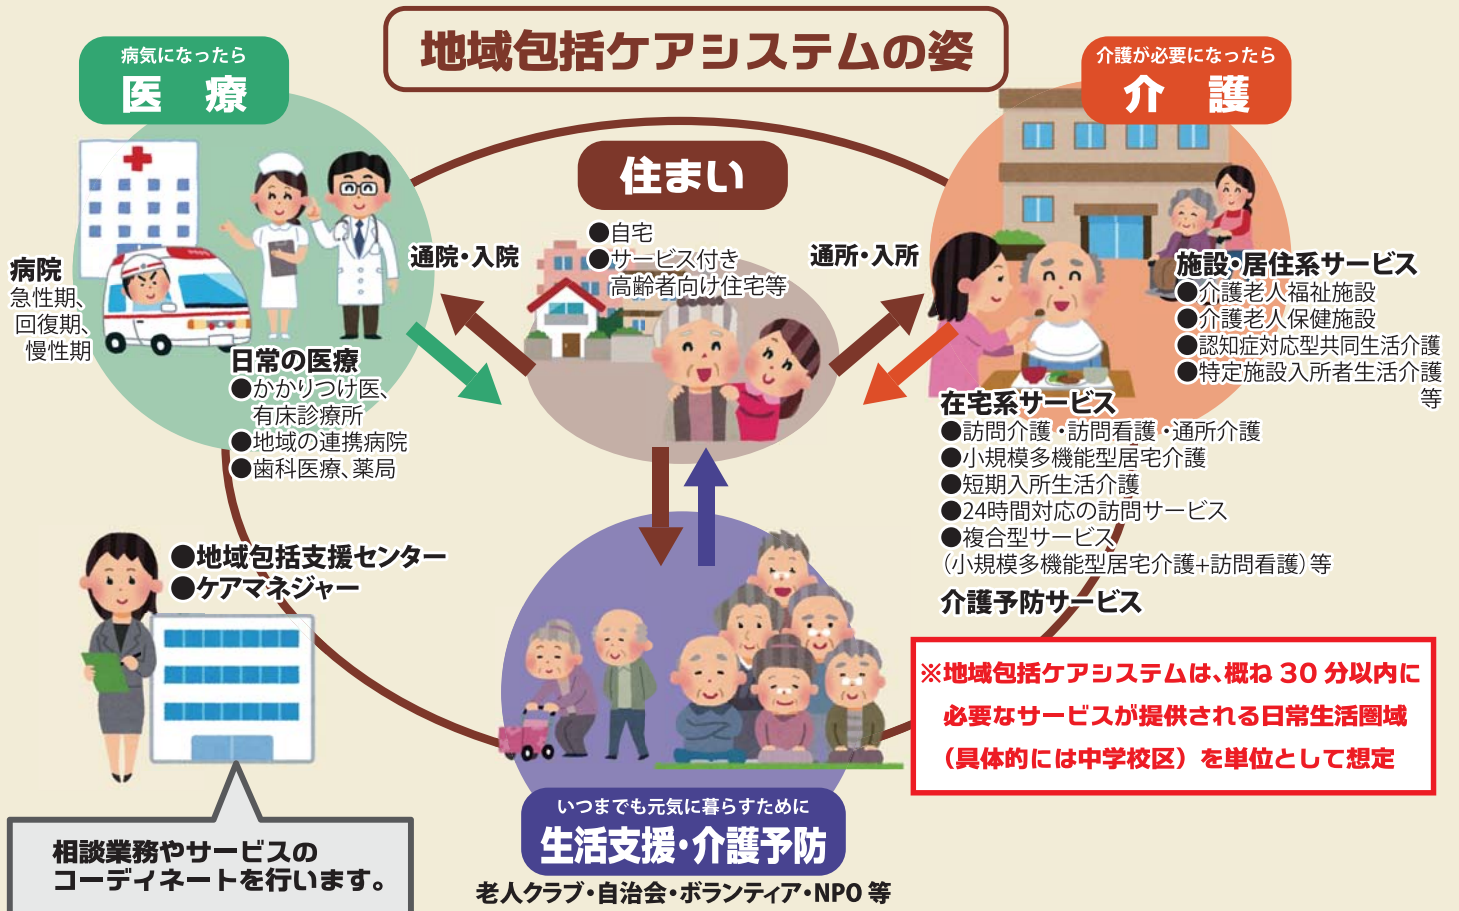 地域包括ケアシステムの姿
病気になったら
医　療
病院
急性期、
回復期、
慢性期
日常の医療
●かかりつけ医、
有床診療所
●地域の連携病院
●歯科医療、薬局
通院・入院
住まい
●自宅
●サービス付き
高齢者向け住宅等
通所・入所
介護が必要になったら
介　護
施設・居住系サービス
●介護老人福祉施設
●介護老人保健施設
●認知症対応型共同生活介護
●特定施設入所者生活介護
等
在宅系サービス
●訪問介護・訪問看護・通所介護
●小規模多機能型居宅介護
●短期入所生活介護
●24時間対応の訪問サービス
●複合型サービス
（小規模多機能型居宅介護+訪問看護）等
介護予防サービス
●地域包括支援センター
●ケアマネジャー
相談業務やサービスの
コーディネートを行います。
いつまでも元気に暮らすために
生活支援・介護予防
老人クラブ・自治会・ボランティア・NPO 等
※地域包括ケアシステムは、概ね 30 分以内に
必要なサービスが提供される日常生活圏域
（具体的には中学校区）を単位として想定